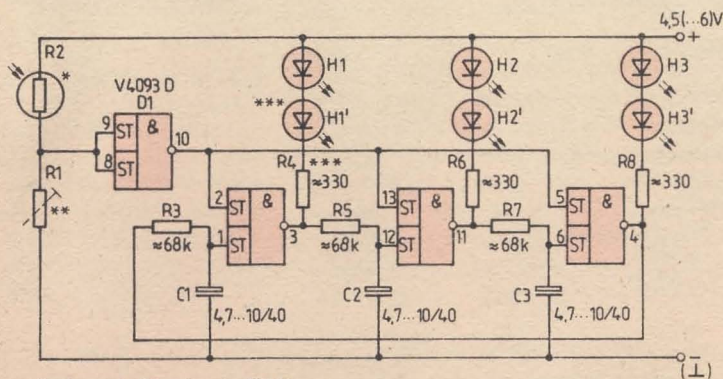 4,5(...6)V
+
R2
*
V4093 D
D1
9
ST
&
10
8
ST
R1
**
H1
***
H1'
R4
***
≈330
H2
H2'
R6
≈330
H3
H3'
R8
≈330
2
ST
&
1
ST
3
R3
≈68k
13
ST
&
12
ST
11
R5
≈68k
5
ST
&
6
ST
4
R7
≈68k
C1
4,7...10/40
C2
4,7...10/40
C3
4,7...10/40
−
(⊥)